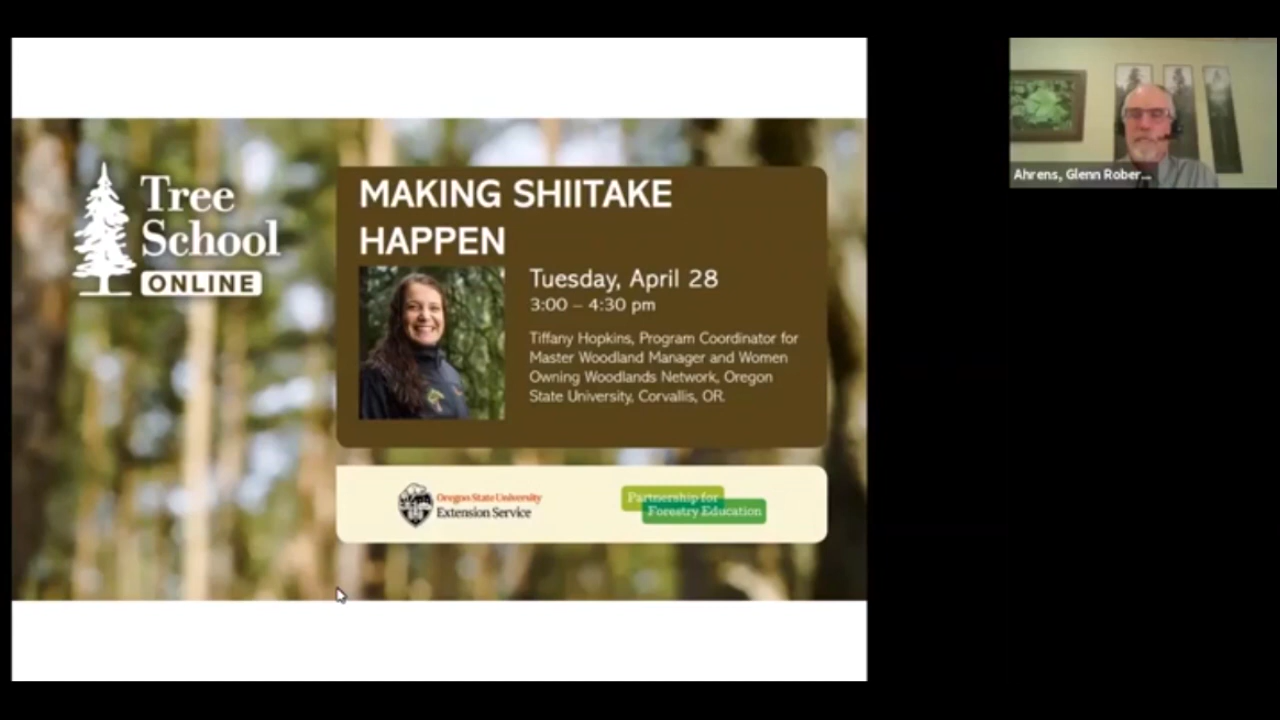 Tree
School
ONLINE
MAKING SHIITAKE
HAPPEN
Tuesday, April 28
3:00 – 4:30 pm
Tiffany Hopkins, Program Coordinator for
Master Woodland Manager and Women
Owning Woodlands Network, Oregon
State University, Corvallis, OR.
Oregon State University
Extension Service
Partnership for
Forestry Education
Ahrens, Glenn Rober...